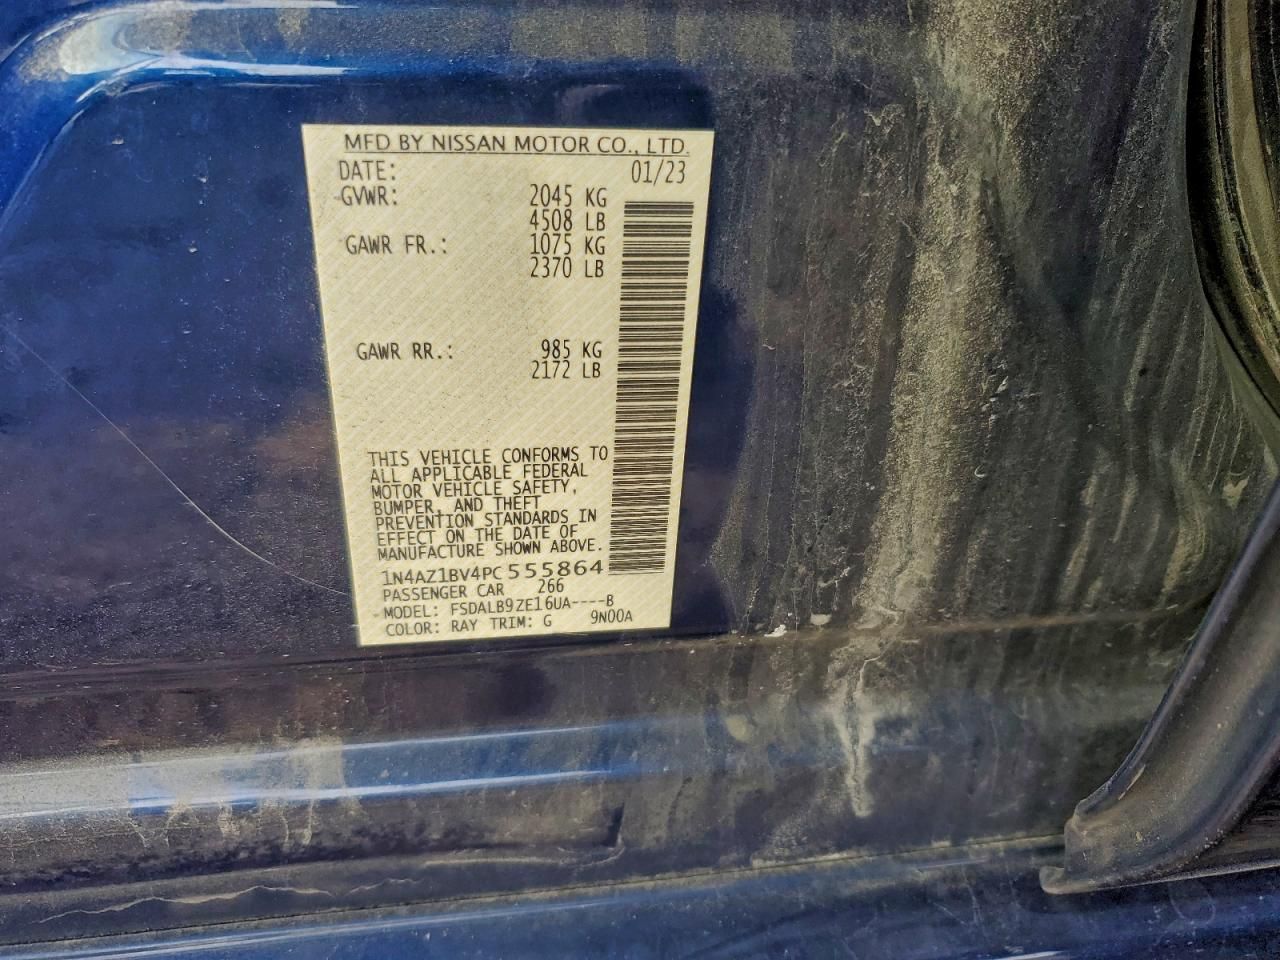 MFD BY NISSAN MOTOR CO., LTD.
DATE: 01/23
GVWR: 2045 KG
4508 LB
GAWR FR.: 1075 KG
2370 LB
GAWR RR.: 985 KG
2172 LB
THIS VEHICLE CONFORMS TO
ALL APPLICABLE FEDERAL
MOTOR VEHICLE SAFETY,
BUMPER, AND THEFT
PREVENTION STANDARDS IN
EFFECT ON THE DATE OF
MANUFACTURE SHOWN ABOVE.
1N4AZ1BV4PC555864
PASSENGER CAR 266
MODEL: FSDALB9ZE16UA----B
COLOR: RAY TRIM: G 9N00A